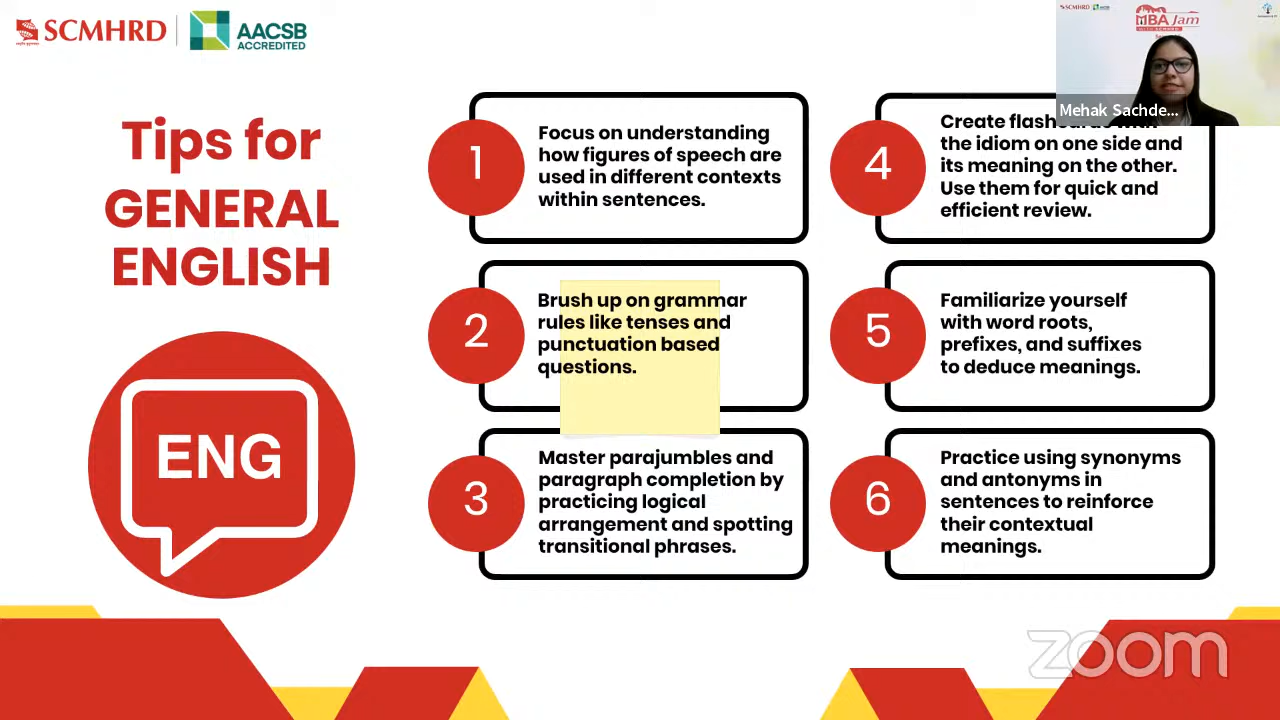 SCMHRD
AACSB
ACCREDITED
Tips for
GENERAL
ENGLISH
ENG
1
Focus on understanding
how figures of speech are
used in different contexts
within sentences.
2
Brush up on grammar
rules like tenses and
punctuation based
questions.
3
Master parajumbles and
paragraph completion by
practicing logical
arrangement and spotting
transitional phrases.
4
Create
the idiom on one side and
its meaning on the other.
Use them for quick and
efficient review.
5
Familiarize yourself
with word roots,
prefixes, and suffixes
to deduce meanings.
6
Practice using synonyms
and antonyms in
sentences to reinforce
their contextual
meanings.
SCMHRD
MBA Jam
Mehak Sachde...
zoom